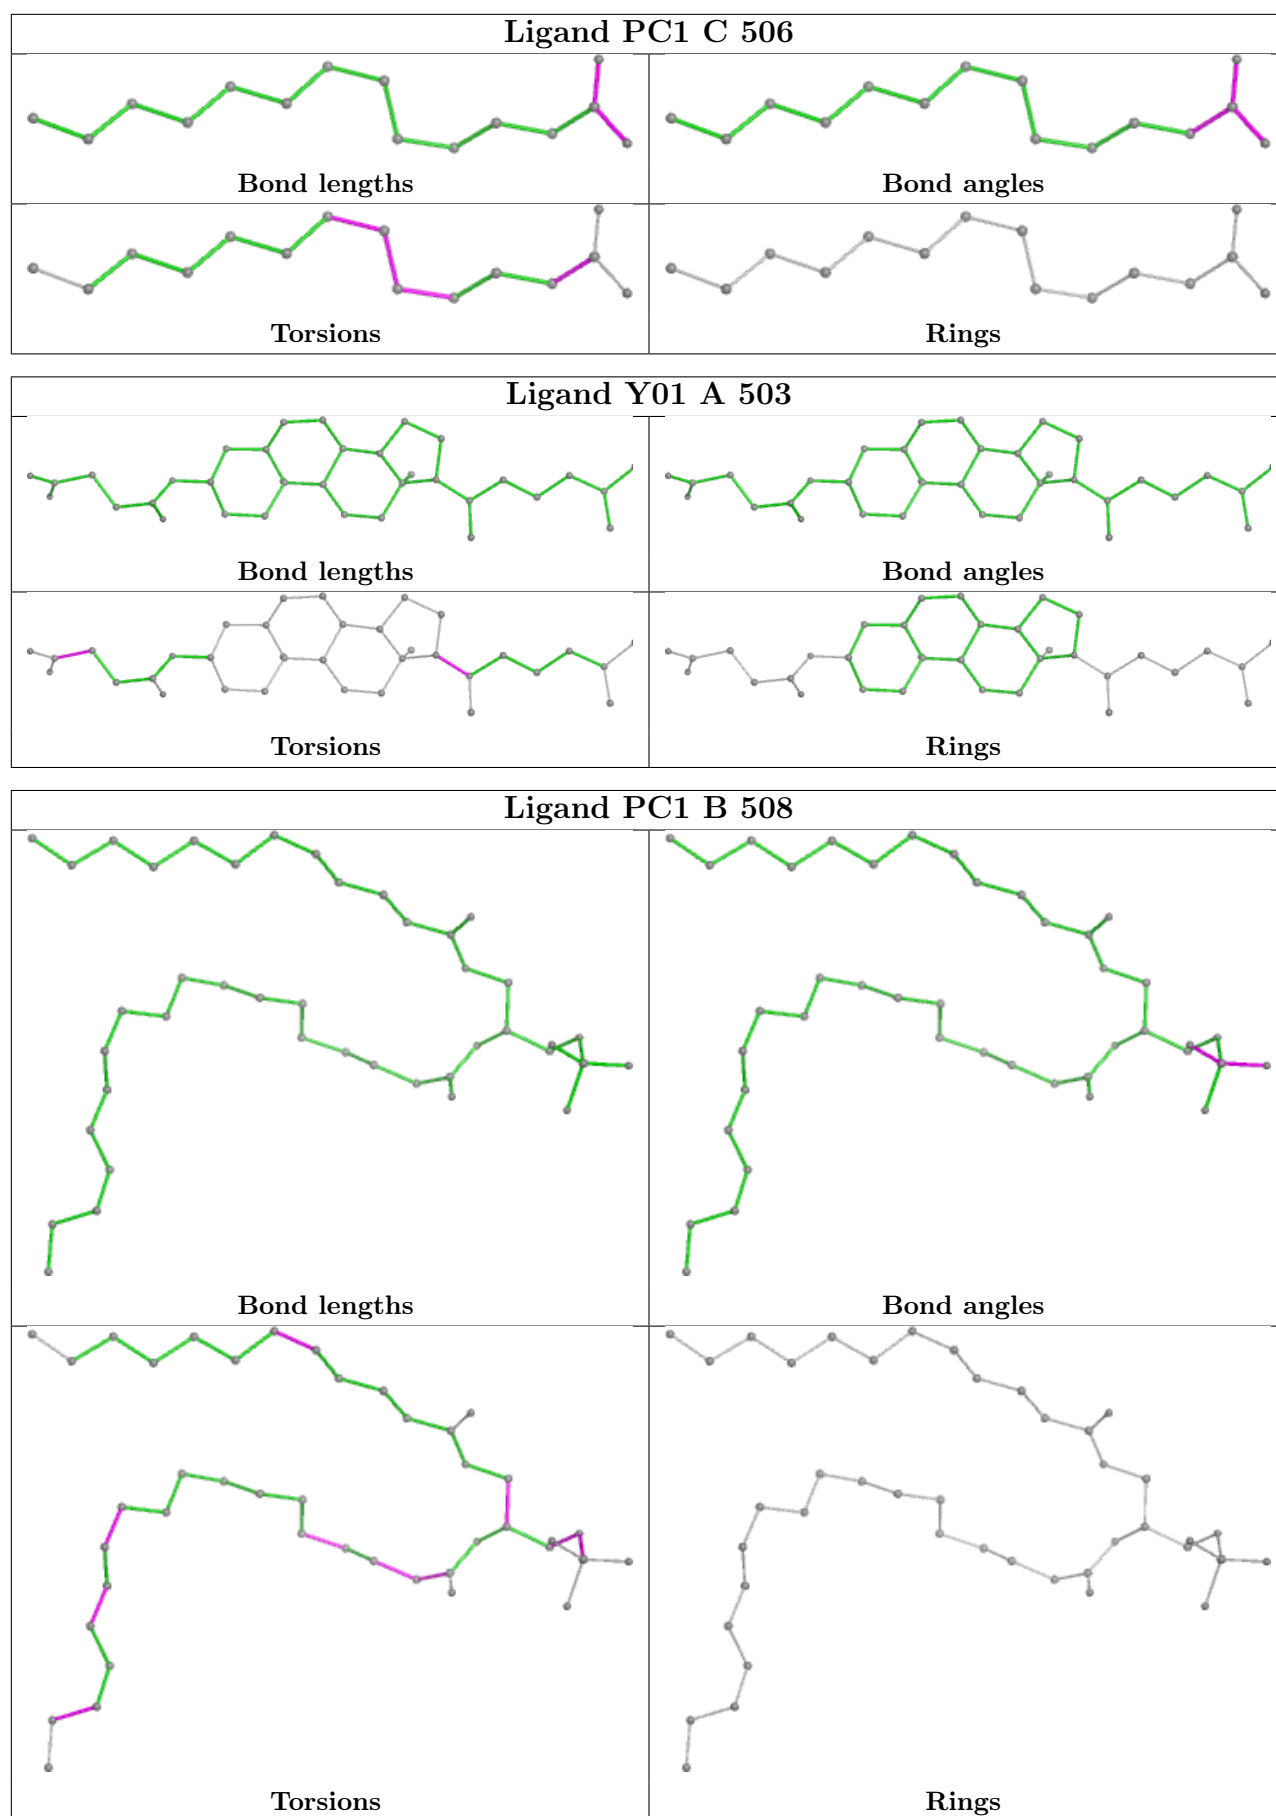 Ligand PC1 C 506
Bond lengths
Bond angles
Torsions
Rings
Ligand Y01 A 503
Bond lengths
Bond angles
Torsions
Rings
Ligand PC1 B 508
Bond lengths
Bond angles
Torsions
Rings